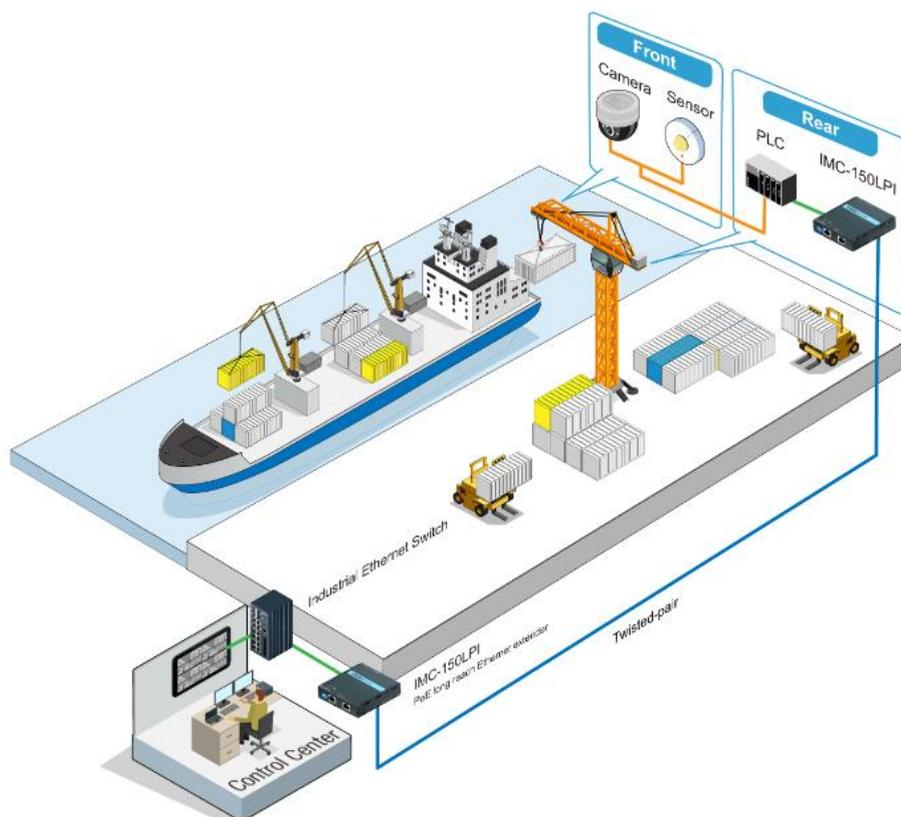 Front
Camera
Sensor
Rear
PLC
IMC-150LPI
Industrial Ethernet Switch
IMC-150LPI
PoE long reach Ethernet extender
Twisted-pair
Control Center